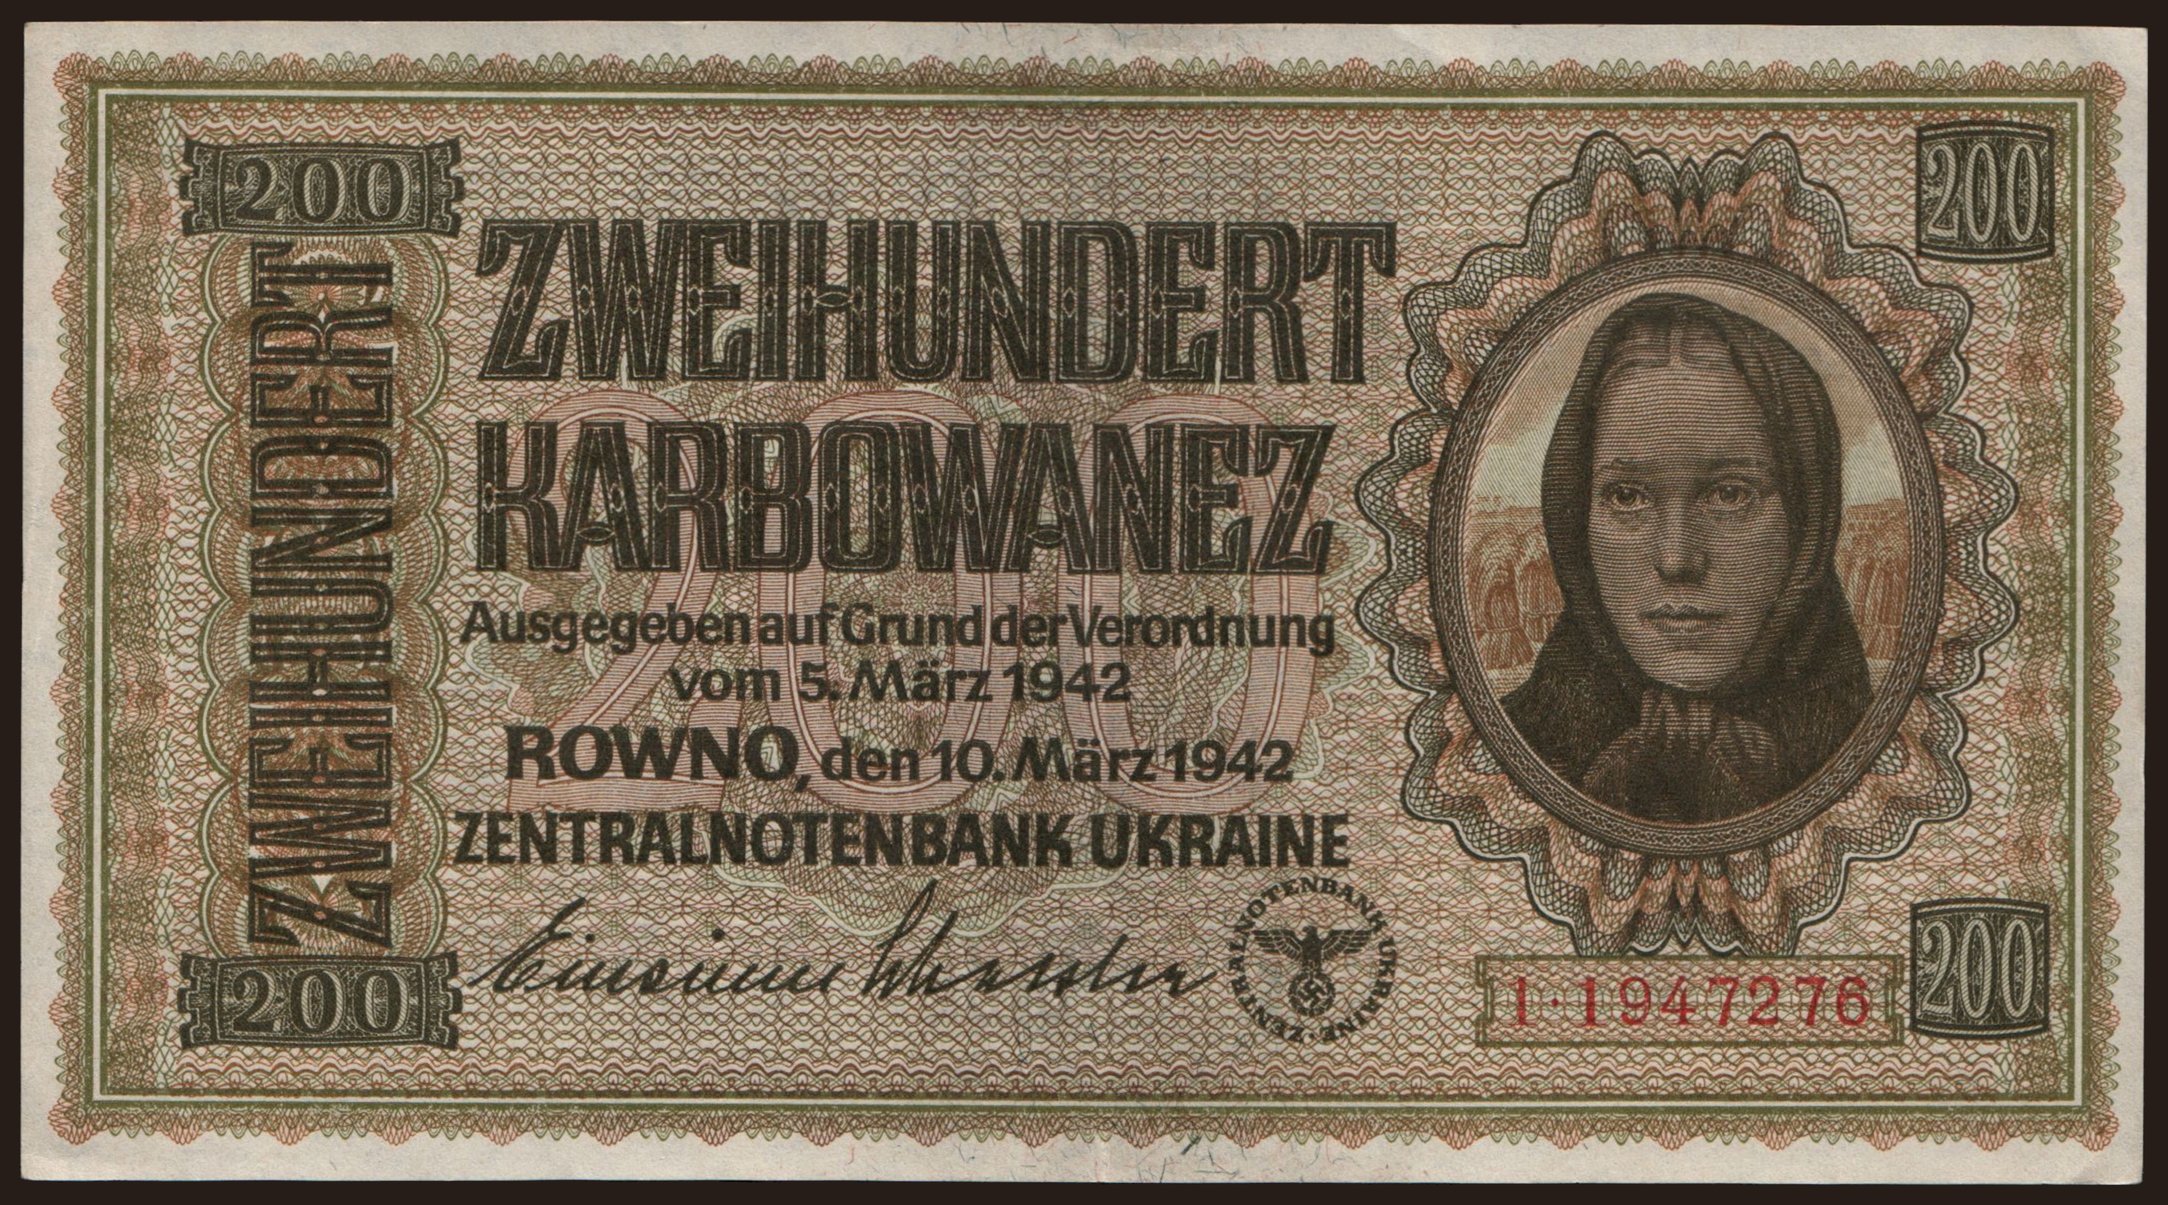 200
200
ZWEIHUNDERT
ZWEIHUNDERT
KARBOWANEZ
200
Ausgegeben auf Grund der Verordnung
vom 5. März 1942
ROWNO, den 10. März 1942
ZENTRALNOTENBANK UKRAINE
ZENTRALNOTENBANK UKRAINE
1·1947276
200
200